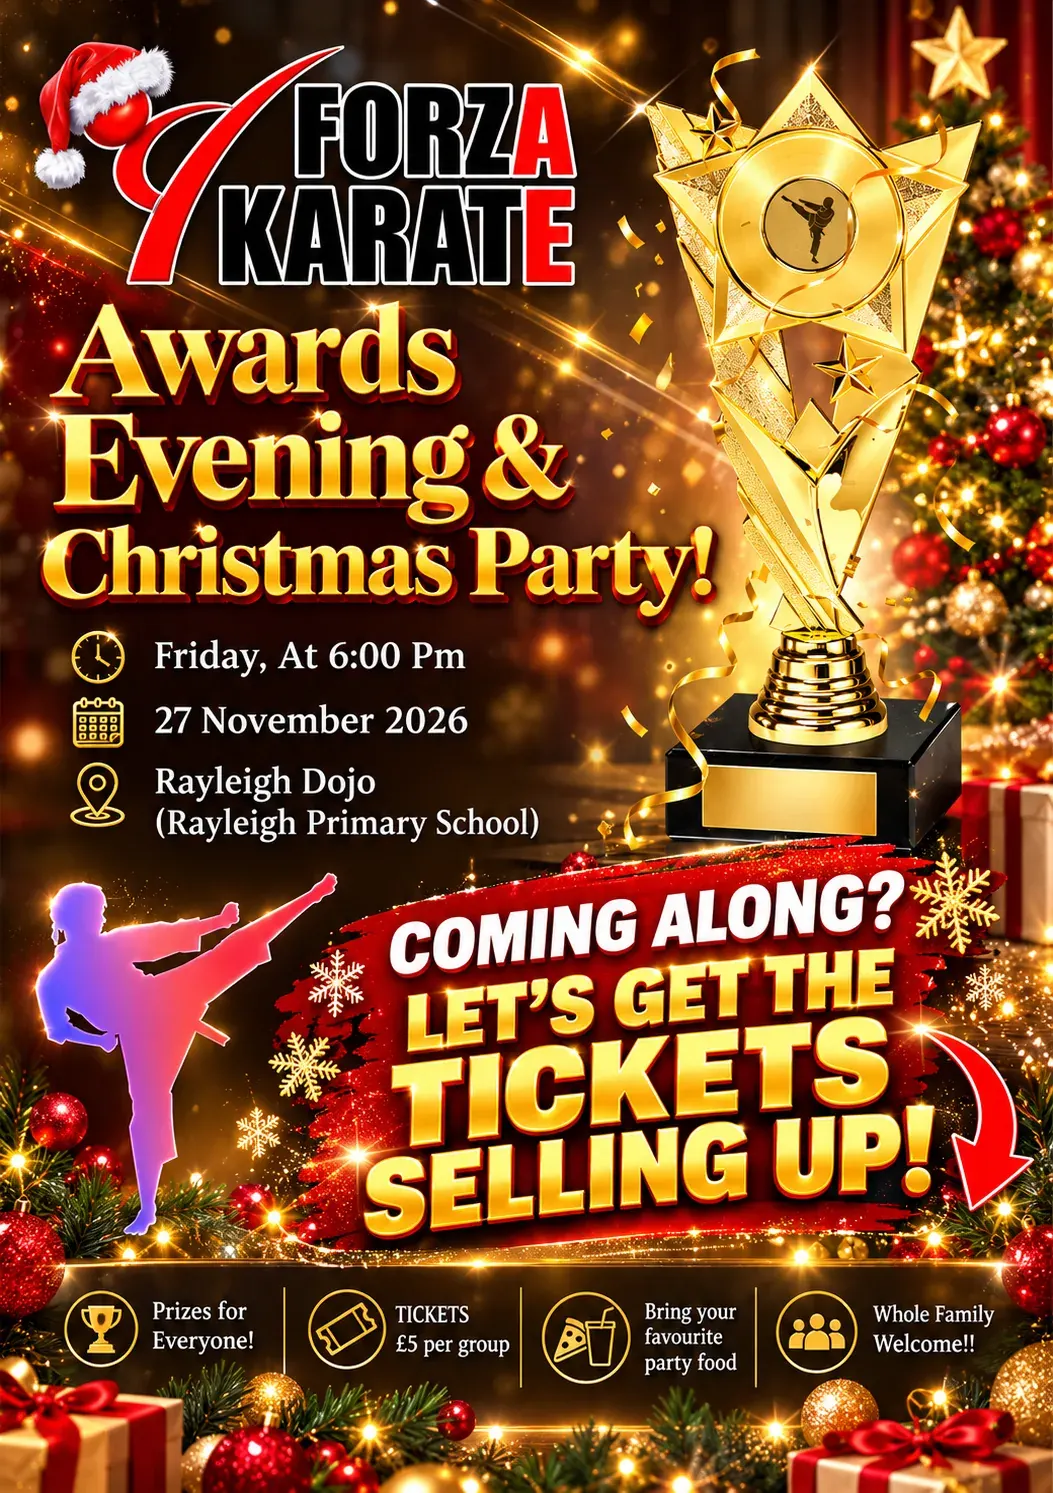 FORZA
KARATE
Awards
Evening &
Christmas Party!
Friday, At 6:00 Pm
27 November 2026
Rayleigh Dojo
(Rayleigh Primary School)
COMING ALONG?
LET'S GET THE
TICKETS
SELLING UP!
Prizes for
Everyone!
TICKETS
£5 per group
Bring your
favourite
party food
Whole Family
Welcome!!